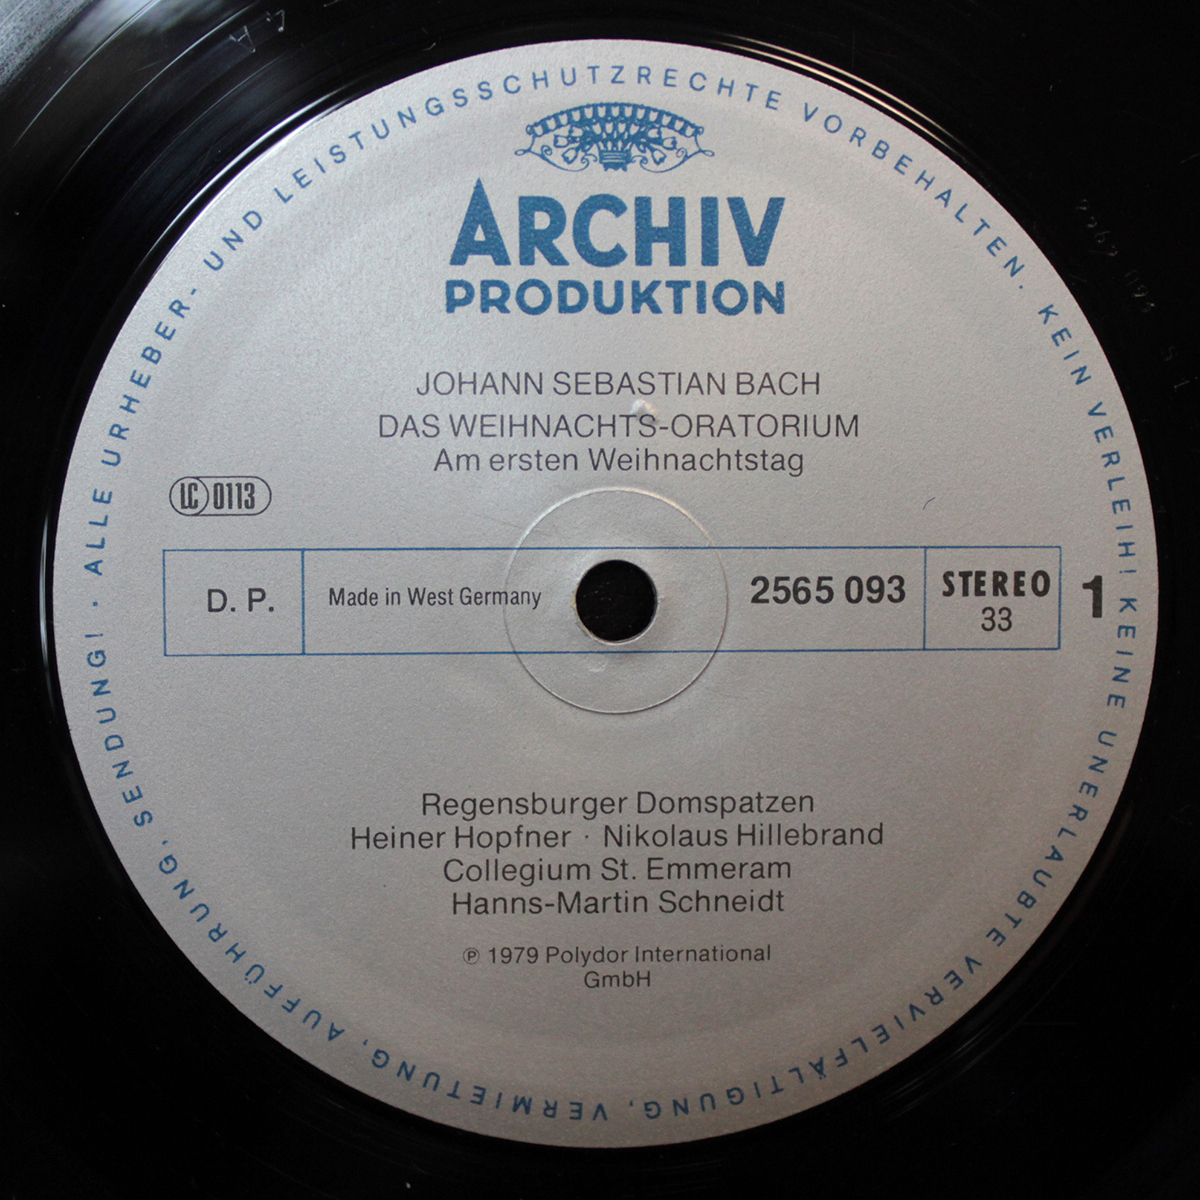 ALLE URHEBER- UND LEISTUNGSSCHUTZRECHTE VORBEHALTEN. KEIN VERLEIH! KEINE UNERLAUBTE VERVIELFÄLTIGUNG, VERMIETUNG, AUFFÜHRUNG, SENDUNG! ·
ARCHIV
PRODUKTION
JOHANN SEBASTIAN BACH
DAS WEIHNACHTS-ORATORIUM
Am ersten Weihnachtstag
LC 0113
D. P.
Made in West Germany
2565 093
STEREO
33
1
Regensburger Domspatzen
Heiner Hopfner · Nikolaus Hillebrand
Collegium St. Emmeram
Hanns-Martin Schneidt
℗ 1979 Polydor International
GmbH